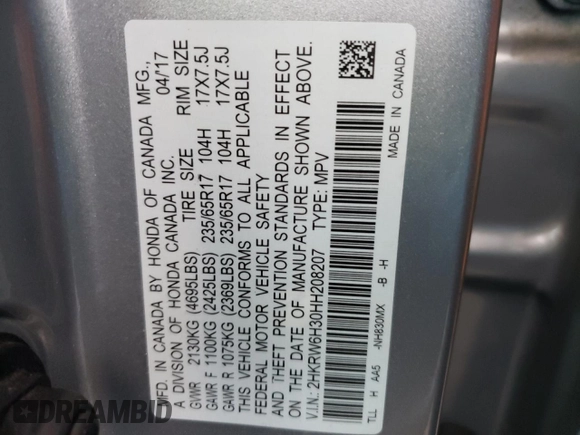 MFD. IN CANADA BY HONDA OF CANADA MFG.,
A DIVISION OF HONDA CANADA INC. 04/17
TIRE SIZE RIM SIZE
GVWR 2130KG (4695LBS)
GAWR F 1100KG (2425LBS) 235/65R17 104H 17X7.5J
GAWR R 1075KG (2369LBS) 235/65R17 104H 17X7.5J
THIS VEHICLE CONFORMS TO ALL APPLICABLE
FEDERAL MOTOR VEHICLE SAFETY
AND THEFT PREVENTION STANDARDS IN EFFECT
ON THE DATE OF MANUFACTURE SHOWN ABOVE.
V.I.N.: 2HKRW6H30HH208207 TYPE: MPV
TLL H AA5 -NH830MX -B -H MADE IN CANADA
DREAMBID